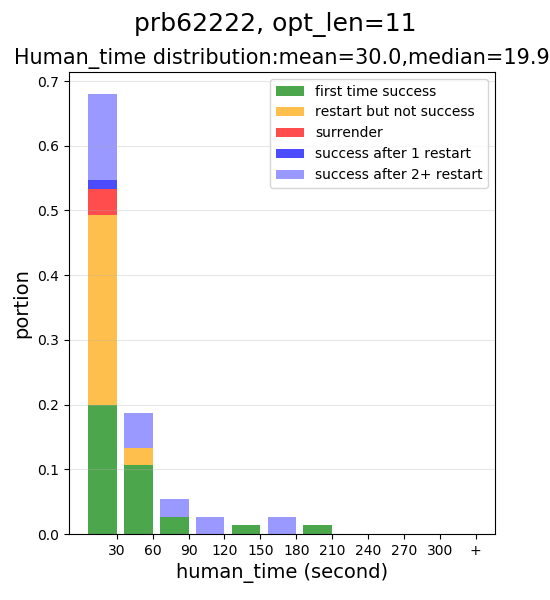 prb62222, opt_len=11
Human_time distribution:mean=30.0,median=19.9
0.7
0.6
0.5
0.4
0.3
0.2
0.1
0.0
portion
first time success
restart but not success
surrender
success after 1 restart
success after 2+ restart
30 60 90 120 150 180 210 240 270 300 +
human_time (second)